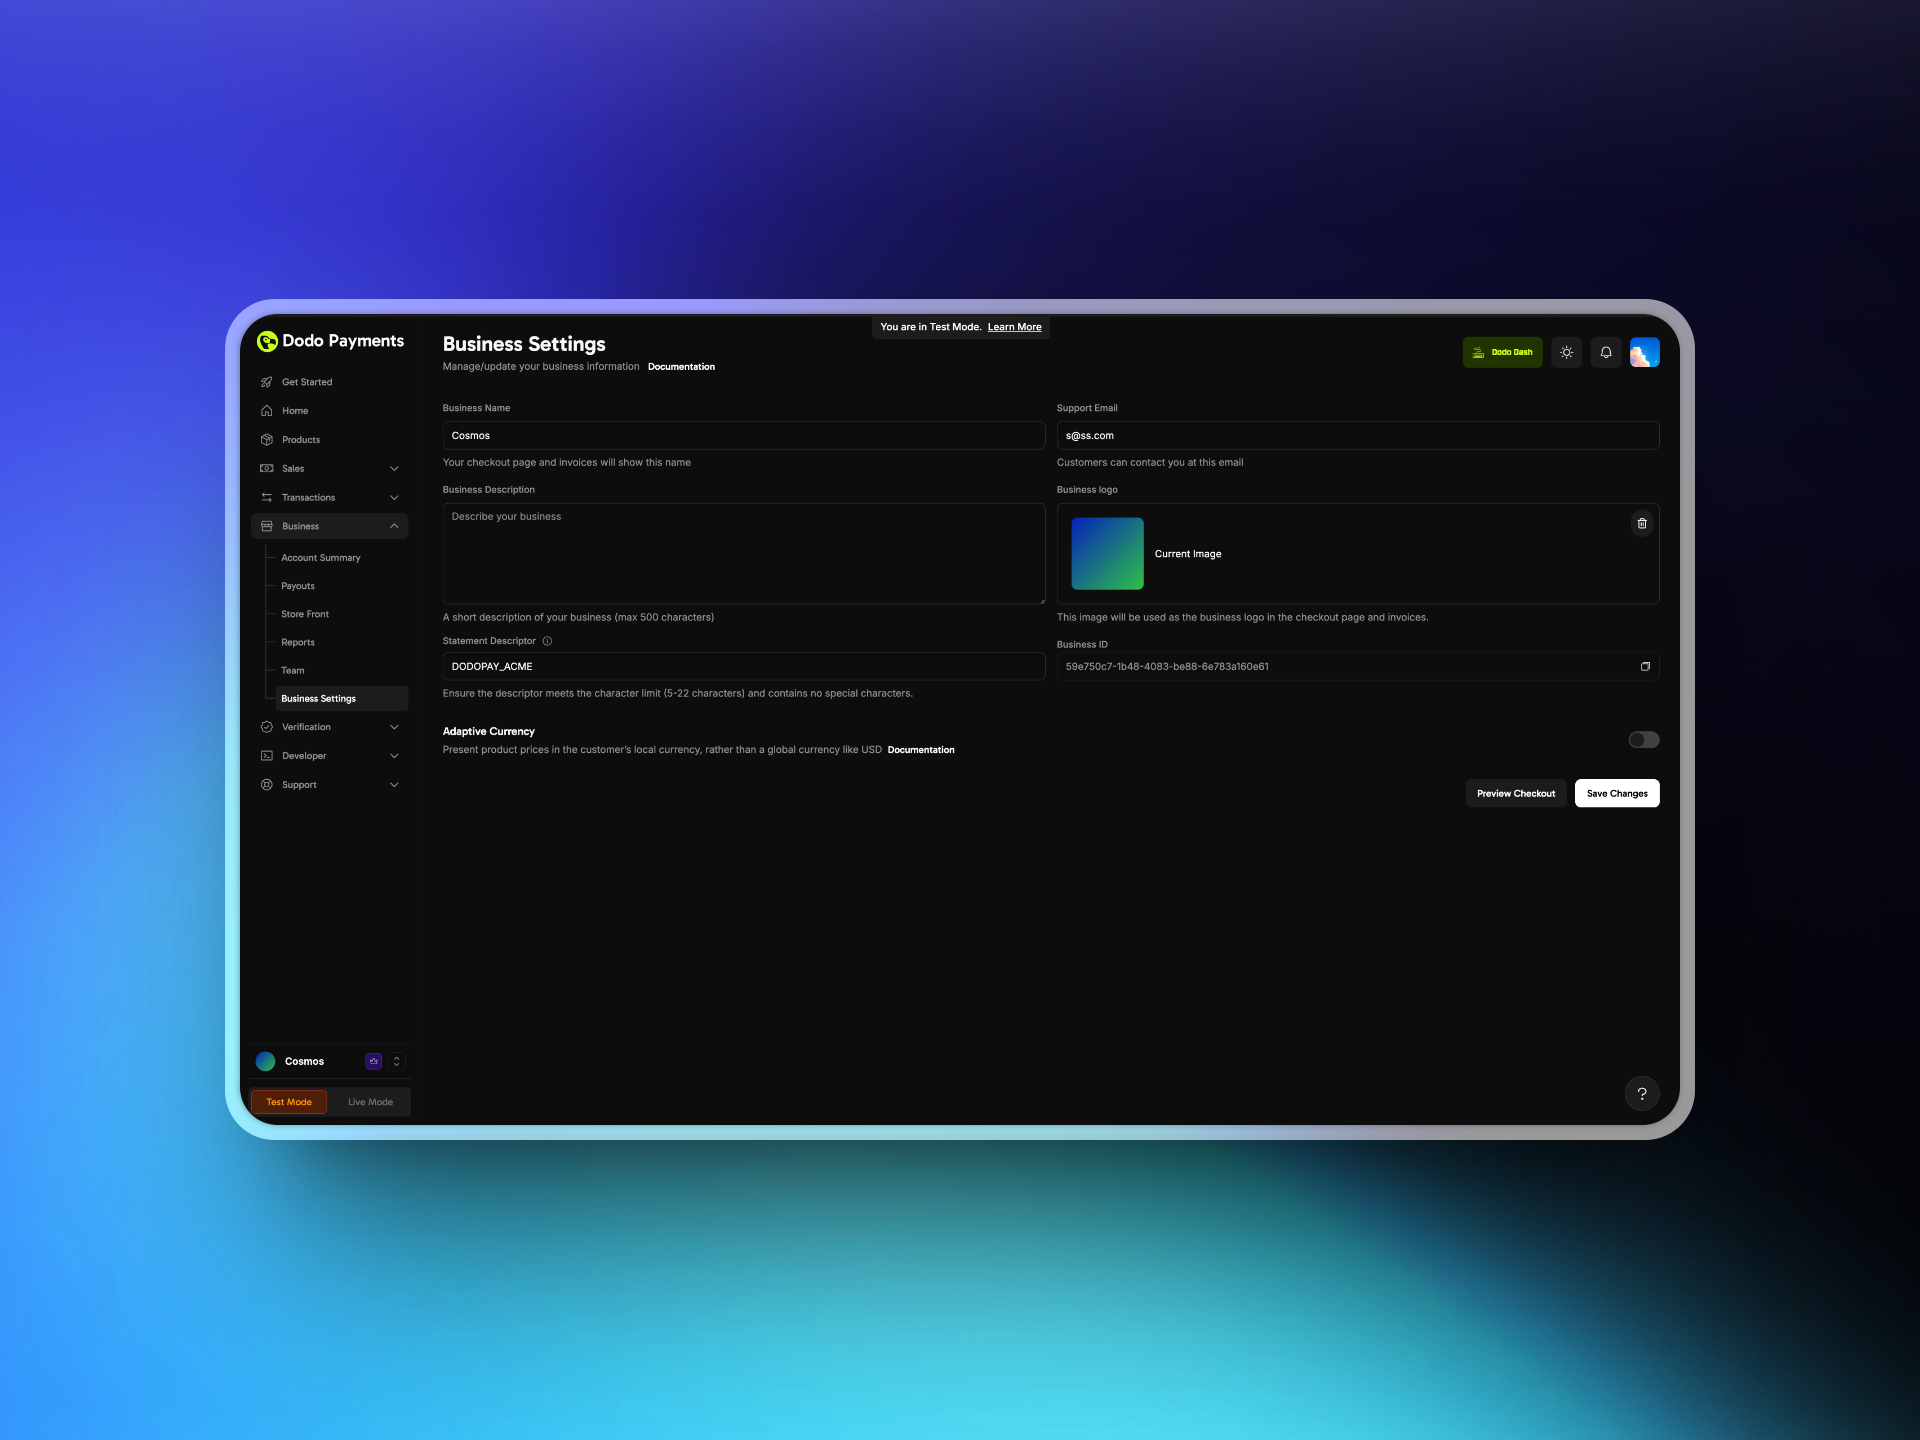 Dodo Payments
Get Started
Home
Products
Sales
Transactions
Business
Account Summary
Payouts
Store Front
Reports
Team
Business Settings
Verification
Developer
Support
Cosmos
Test Mode
Live Mode
You are in Test Mode. Learn More
Business Settings
Manage/update your business information Documentation
Dodo Dash
Business Name
Cosmos
Your checkout page and invoices will show this name
Support Email
s@ss.com
Customers can contact you at this email
Business Description
Describe your business
A short description of your business (max 500 characters)
Business logo
Current Image
This image will be used as the business logo in the checkout page and invoices.
Statement Descriptor
DODOPAY_ACME
Ensure the descriptor meets the character limit (5-22 characters) and contains no special characters.
Business ID
59e750c7-1b48-4083-be88-6e783a160e61
Adaptive Currency
Present product prices in the customer's local currency, rather than a global currency like USD Documentation
Preview Checkout
Save Changes
?